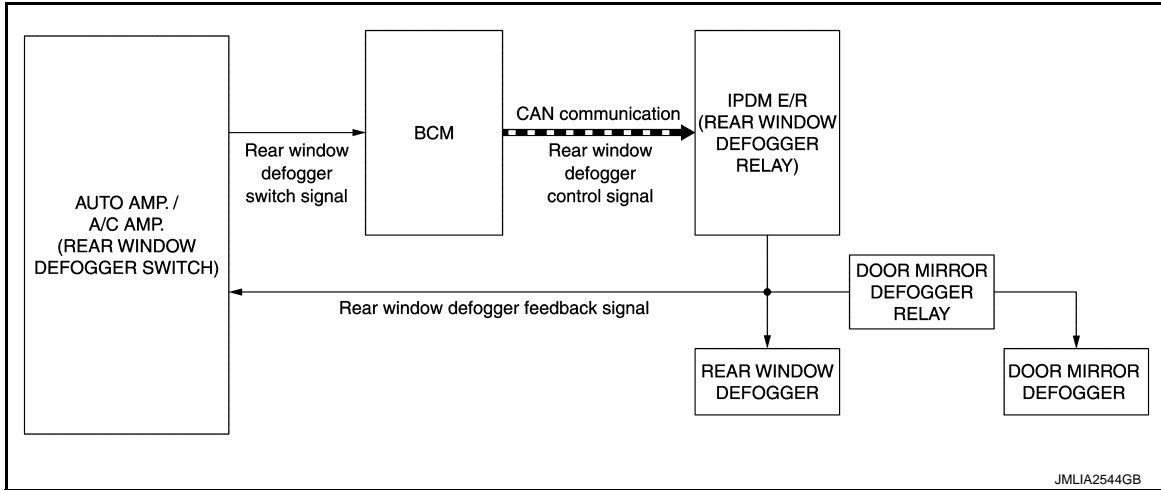 AUTO AMP. /
A/C AMP.
(REAR WINDOW
DEFOGGER SWITCH)
Rear window
defogger
switch signal
BCM
CAN communication
Rear window
defogger
control signal
IPDM E/R
(REAR WINDOW
DEFOGGER
RELAY)
Rear window defogger feedback signal
DOOR MIRROR
DEFOGGER
RELAY
REAR WINDOW
DEFOGGER
DOOR MIRROR
DEFOGGER
JMLIA2544GB